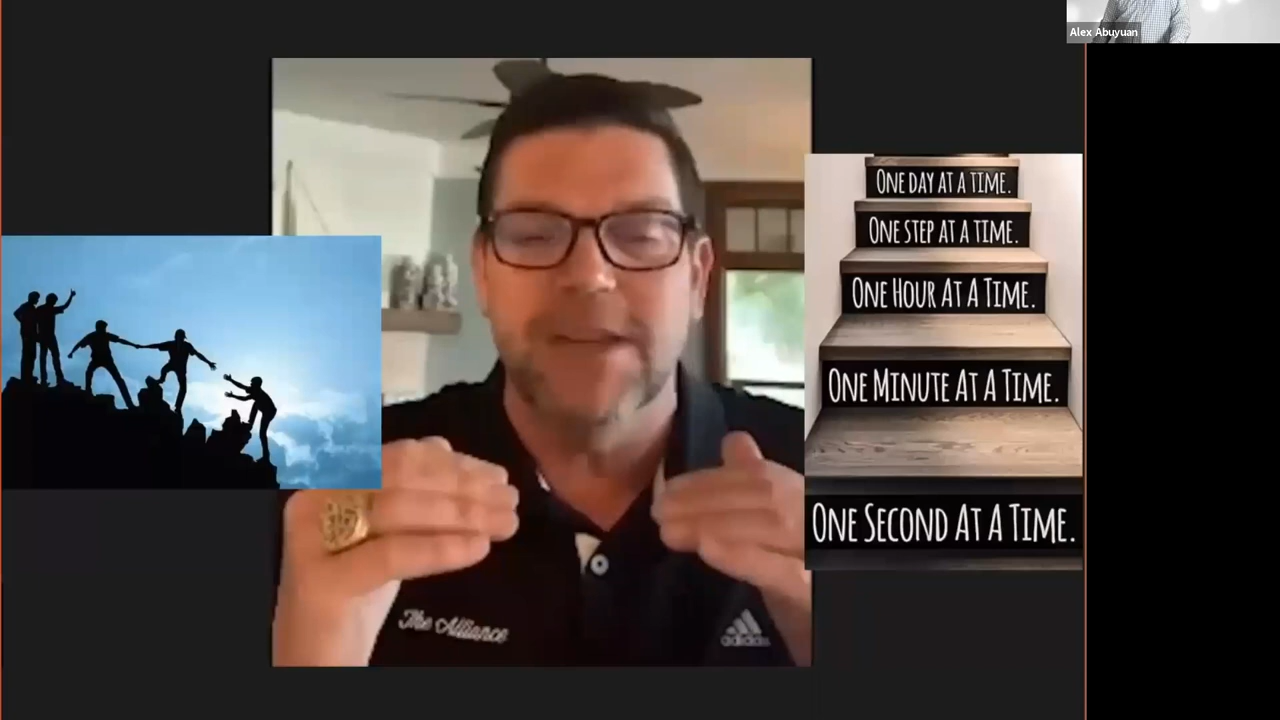 Alex Abuyuan
ONE DAY AT A TIME.
ONE STEP AT A TIME.
ONE HOUR AT A TIME.
ONE MINUTE AT A TIME.
ONE SECOND AT A TIME.
The Alliance
adidas